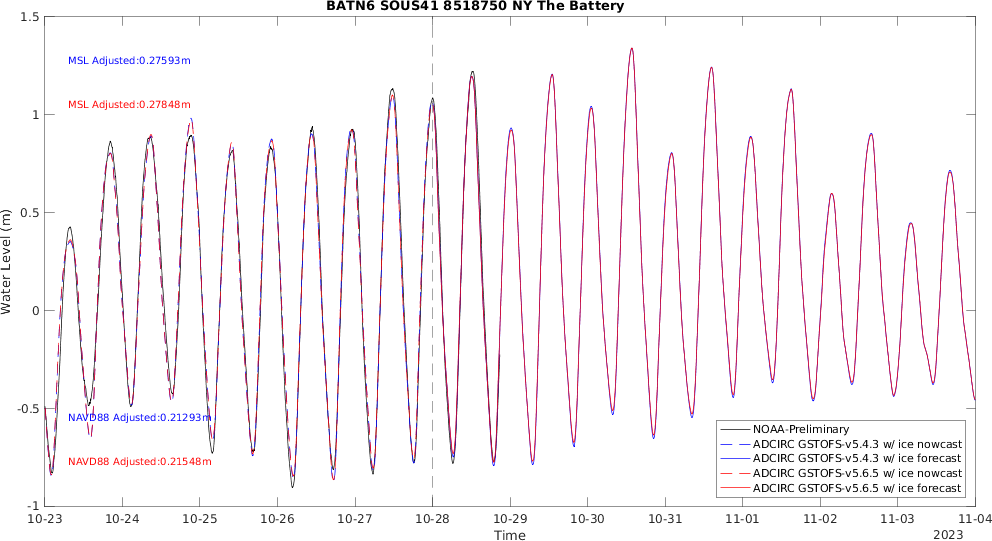 BATN6 SOUS41 8518750 NY The Battery
1.5
1
0.5
0
-0.5
-1
Water Level (m)
MSL Adjusted:0.27593m
MSL Adjusted:0.27848m
NAVD88 Adjusted:0.21293m
NAVD88 Adjusted:0.21548m
NOAA-Preliminary
ADCIRC GSTOFS-v5.4.3 w/ ice nowcast
ADCIRC GSTOFS-v5.4.3 w/ ice forecast
ADCIRC GSTOFS-v5.6.5 w/ ice nowcast
ADCIRC GSTOFS-v5.6.5 w/ ice forecast
10-23 10-24 10-25 10-26 10-27 10-28 10-29 10-30 10-31 11-01 11-02 11-03 11-04
Time
2023